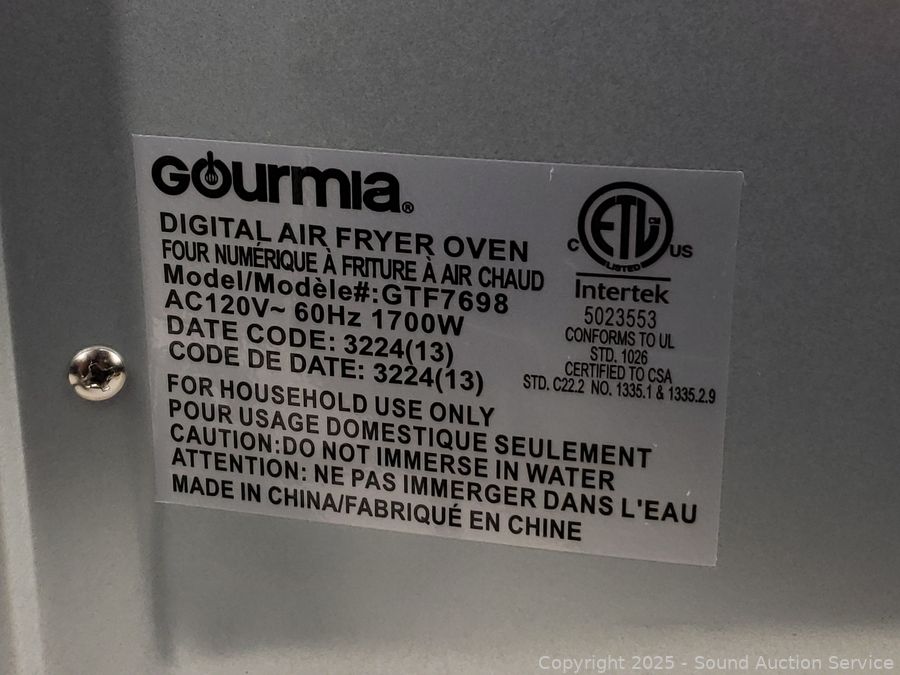 Gourmia®
DIGITAL AIR FRYER OVEN
FOUR NUMÉRIQUE À FRITURE À AIR CHAUD
Model/Modèle#:GTF7698
AC120V~ 60Hz 1700W
DATE CODE: 3224(13)
CODE DE DATE: 3224(13)
FOR HOUSEHOLD USE ONLY
POUR USAGE DOMESTIQUE SEULEMENT
CAUTION:DO NOT IMMERSE IN WATER
ATTENTION: NE PAS IMMERGER DANS L'EAU
MADE IN CHINA/FABRIQUÉ EN CHINE
C ETL US
LISTED
Intertek
5023553
CONFORMS TO UL
STD. 1026
CERTIFIED TO CSA
STD. C22.2 NO. 1335.1 & 1335.2.9
Copyright 2025 - Sound Auction Service